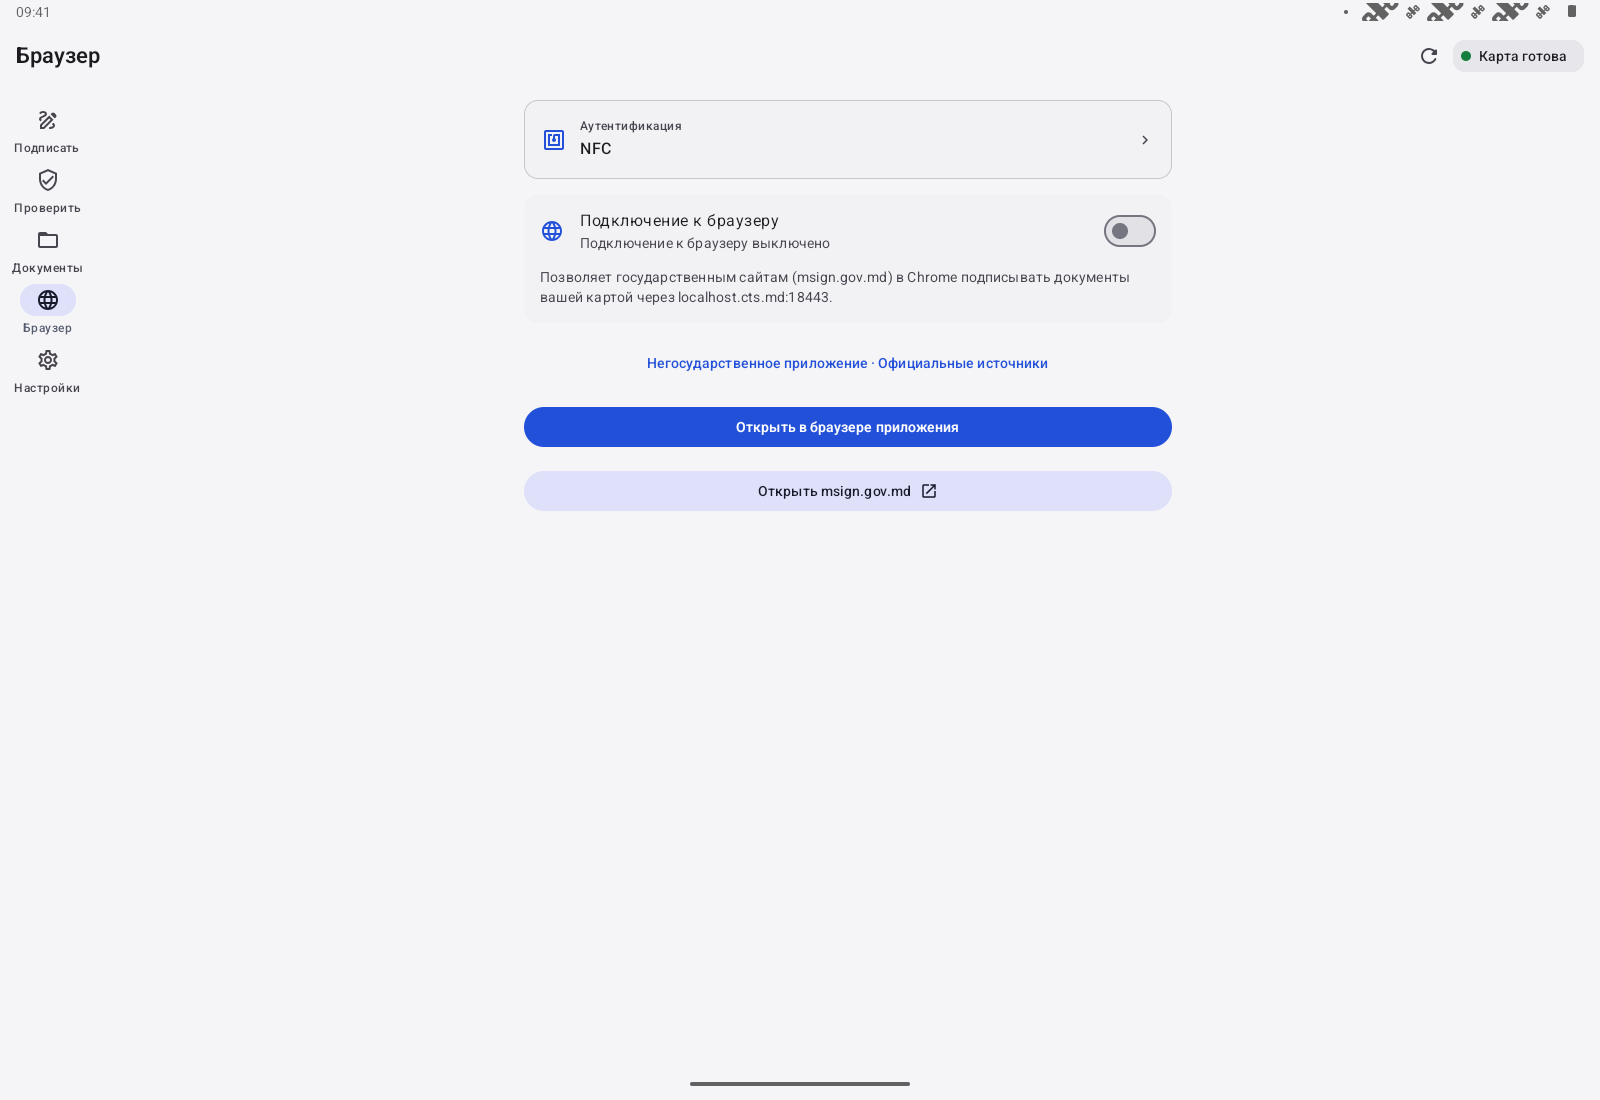 09:41
Браузер
Карта готова
Подписать
Проверить
Документы
Браузер
Настройки
Аутентификация
NFC
Подключение к браузеру
Подключение к браузеру выключено
Позволяет государственным сайтам (msign.gov.md) в Chrome подписывать документы
вашей картой через localhost.cts.md:18443.
Негосударственное приложение · Официальные источники
Открыть в браузере приложения
Открыть msign.gov.md